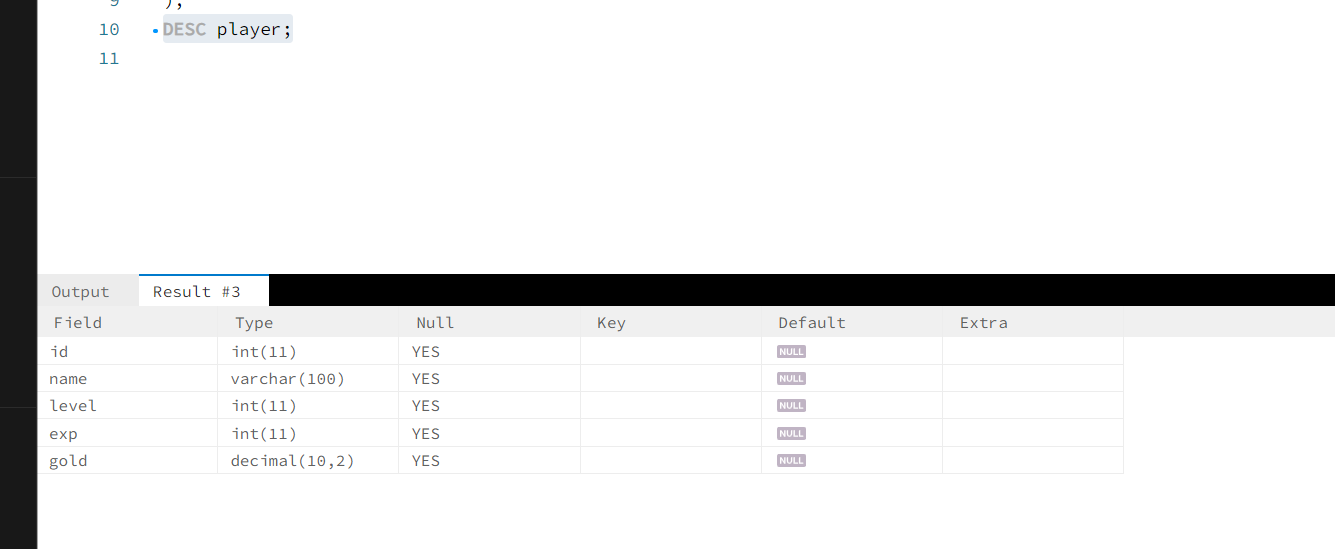 9 );
10 DESC player;
11
Output Result #3
Field Type Null Key Default Extra
id int(11) YES NULL
name varchar(100) YES NULL
level int(11) YES NULL
exp int(11) YES NULL
gold decimal(10,2) YES NULL